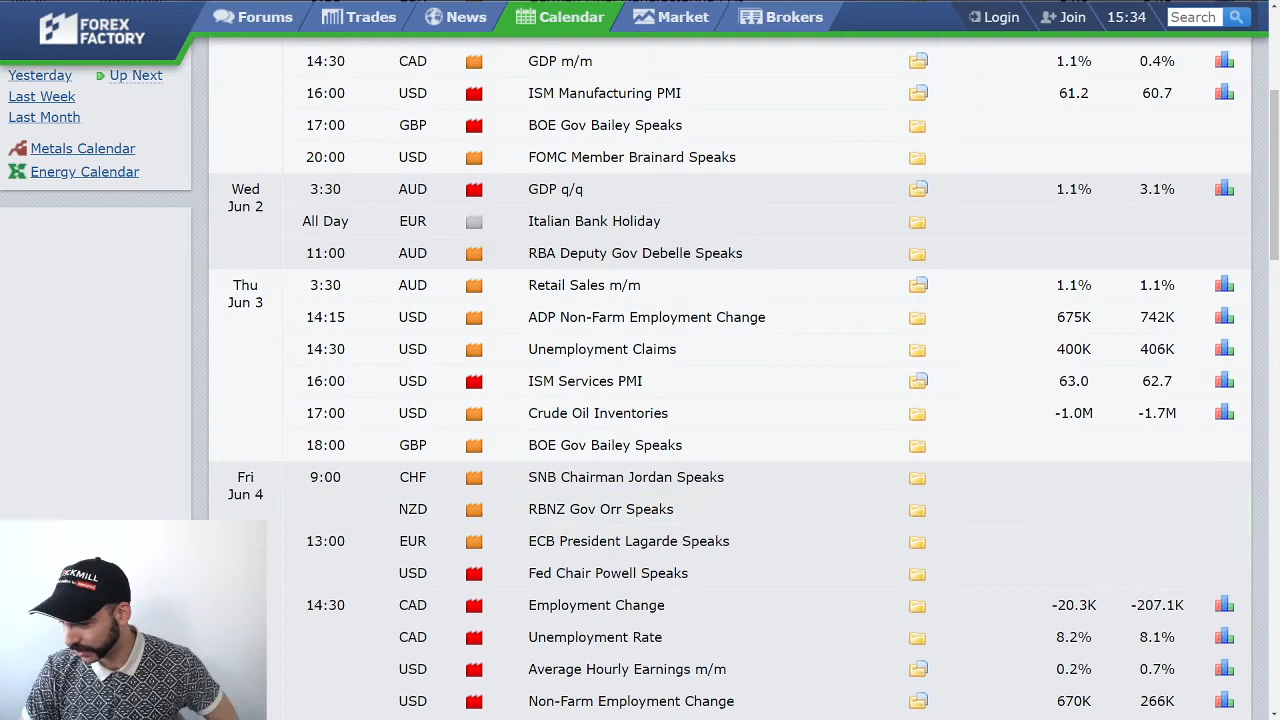 FOREX FACTORY
Forums Trades News Calendar Market Brokers Login Join 15:34 Search
Yesterday Up Next
Last Week
Last Month
Metals Calendar
Energy Calendar
14:30 CAD GDP m/m 1.1% 0.4%
16:00 USD ISM Manufacturing PMI 61.2 60.7
17:00 GBP BOE Gov Bailey Speaks
20:00 USD FOMC Member Brainard Speaks
Wed Jun 2 3:30 AUD GDP q/q 1.1% 3.1%
All Day EUR Italian Bank Holiday
11:00 AUD RBA Deputy Gov Debelle Speaks
Thu Jun 3 3:30 AUD Retail Sales m/m 1.1% 1.1%
14:15 USD ADP Non-Farm Employment Change 675K 742K
14:30 USD Unemployment Claims 400K 406K
16:00 USD ISM Services PMI 63.0 62.7
17:00 USD Crude Oil Inventories -1.0M -1.7M
18:00 GBP BOE Gov Bailey Speaks
Fri Jun 4 9:00 CHF SNB Chairman Jordan Speaks
NZD RBNZ Gov Orr Speaks
13:00 EUR ECB President Lagarde Speaks
USD Fed Chair Powell Speaks
14:30 CAD Employment Change -20.3K -207.1K
CAD Unemployment Rate 8.2% 8.1%
USD Average Hourly Earnings m/m 0.2% 0.7%
USD Non-Farm Employment Change 670K 266K